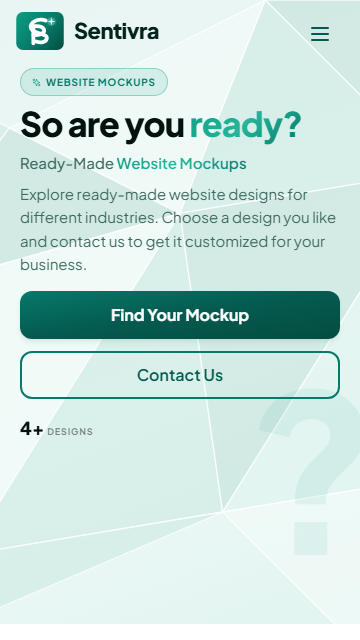 Sentivra
WEBSITE MOCKUPS
So are you ready?
Ready-Made Website Mockups
Explore ready-made website designs for
different industries. Choose a design you like
and contact us to get it customized for your
business.
Find Your Mockup
Contact Us
4+ DESIGNS
?